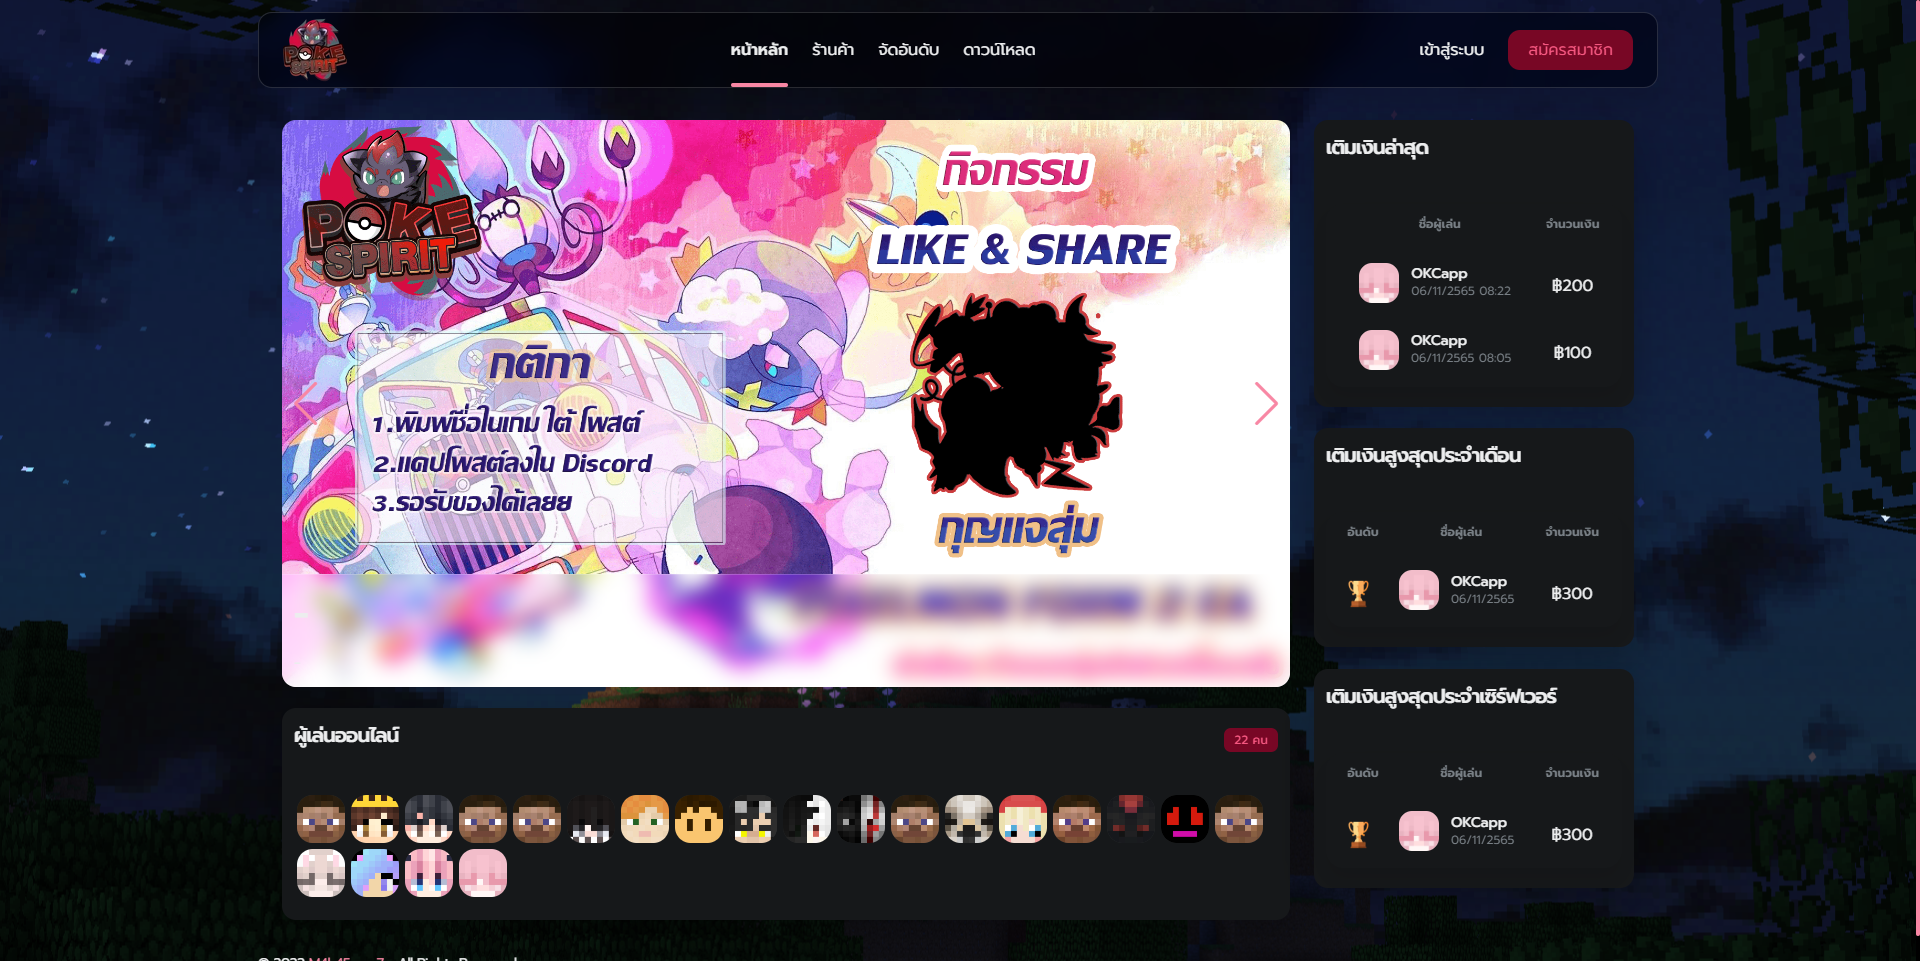 POKE
SPIRIT
หน้าหลัก ร้านค้า จัดอันดับ ดาวน์โหลด
เข้าสู่ระบบ สมัครสมาชิก
POKE
SPIRIT
กิจกรรม
LIKE & SHARE
กติกา
1.พิมพ์ชื่อในเกม ใต้ โพสต์
2.แคปโพสต์ลงใน Discord
3.รอรับของได้เลยย
กุญแจสุ่ม
เติมเงินล่าสุด
ชื่อผู้เล่น จำนวนเงิน
OKCapp
06/11/2565 08:22
฿200
OKCapp
06/11/2565 08:05
฿100
เติมเงินสูงสุดประจำเดือน
อันดับ ชื่อผู้เล่น จำนวนเงิน
OKCapp
06/11/2565
฿300
เติมเงินสูงสุดประจำเซิร์ฟเวอร์
อันดับ ชื่อผู้เล่น จำนวนเงิน
OKCapp
06/11/2565
฿300
ผู้เล่นออนไลน์
22 คน